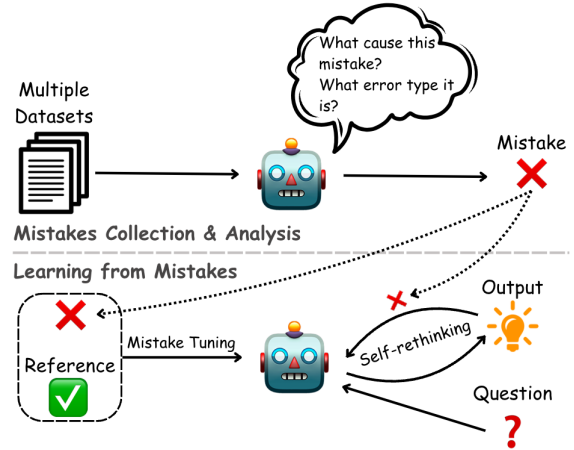 What cause this
mistake?
What error type it
is?
Multiple
Datasets
Mistake
Mistakes Collection & Analysis
Learning from Mistakes
Output
Mistake Tuning
Self-rethinking
Reference
Question
?